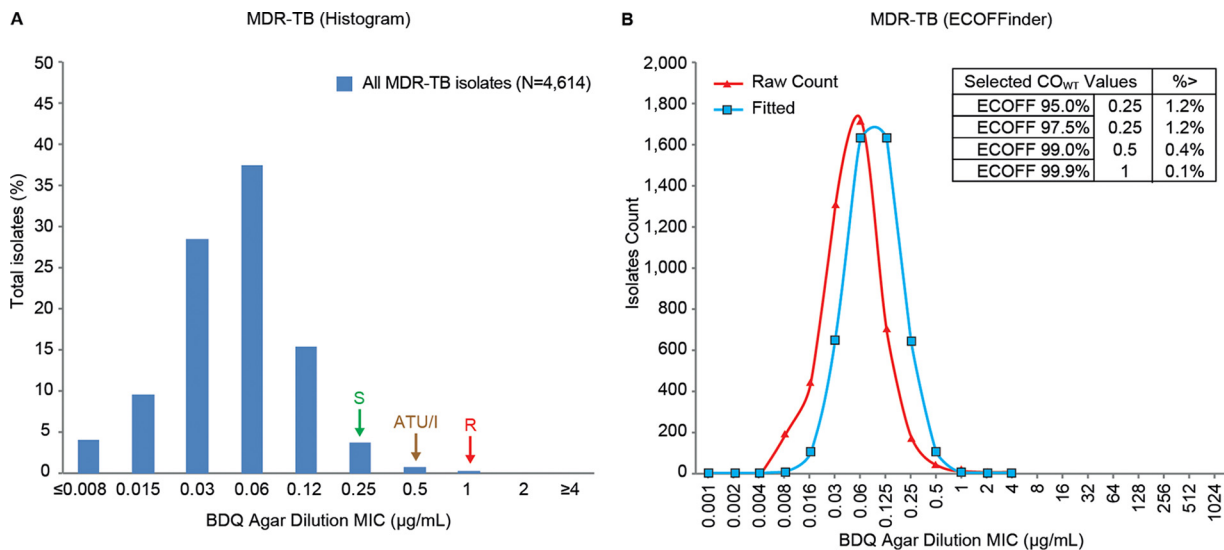 A
MDR-TB (Histogram)
50
45
40
35
30
25
20
15
10
5
0
Total isolates (%)
All MDR-TB isolates (N=4,614)
S
ATU/I
R
≤0.008 0.015 0.03 0.06 0.12 0.25 0.5 1 2 ≥4
BDQ Agar Dilution MIC (µg/mL)
B
MDR-TB (ECOFFinder)
2,000
1,800
1,600
1,400
1,200
1,000
800
600
400
200
0
Isolates Count
Raw Count
Fitted
Selected COWT Values %>
ECOFF 95.0% 0.25 1.2%
ECOFF 97.5% 0.25 1.2%
ECOFF 99.0% 0.5 0.4%
ECOFF 99.9% 1 0.1%
0.001 0.002 0.004 0.008 0.016 0.03 0.06 0.125 0.25 0.5 1 2 4 8 16 32 64 128 256 512 1024
BDQ Agar Dilution MIC (µg/mL)